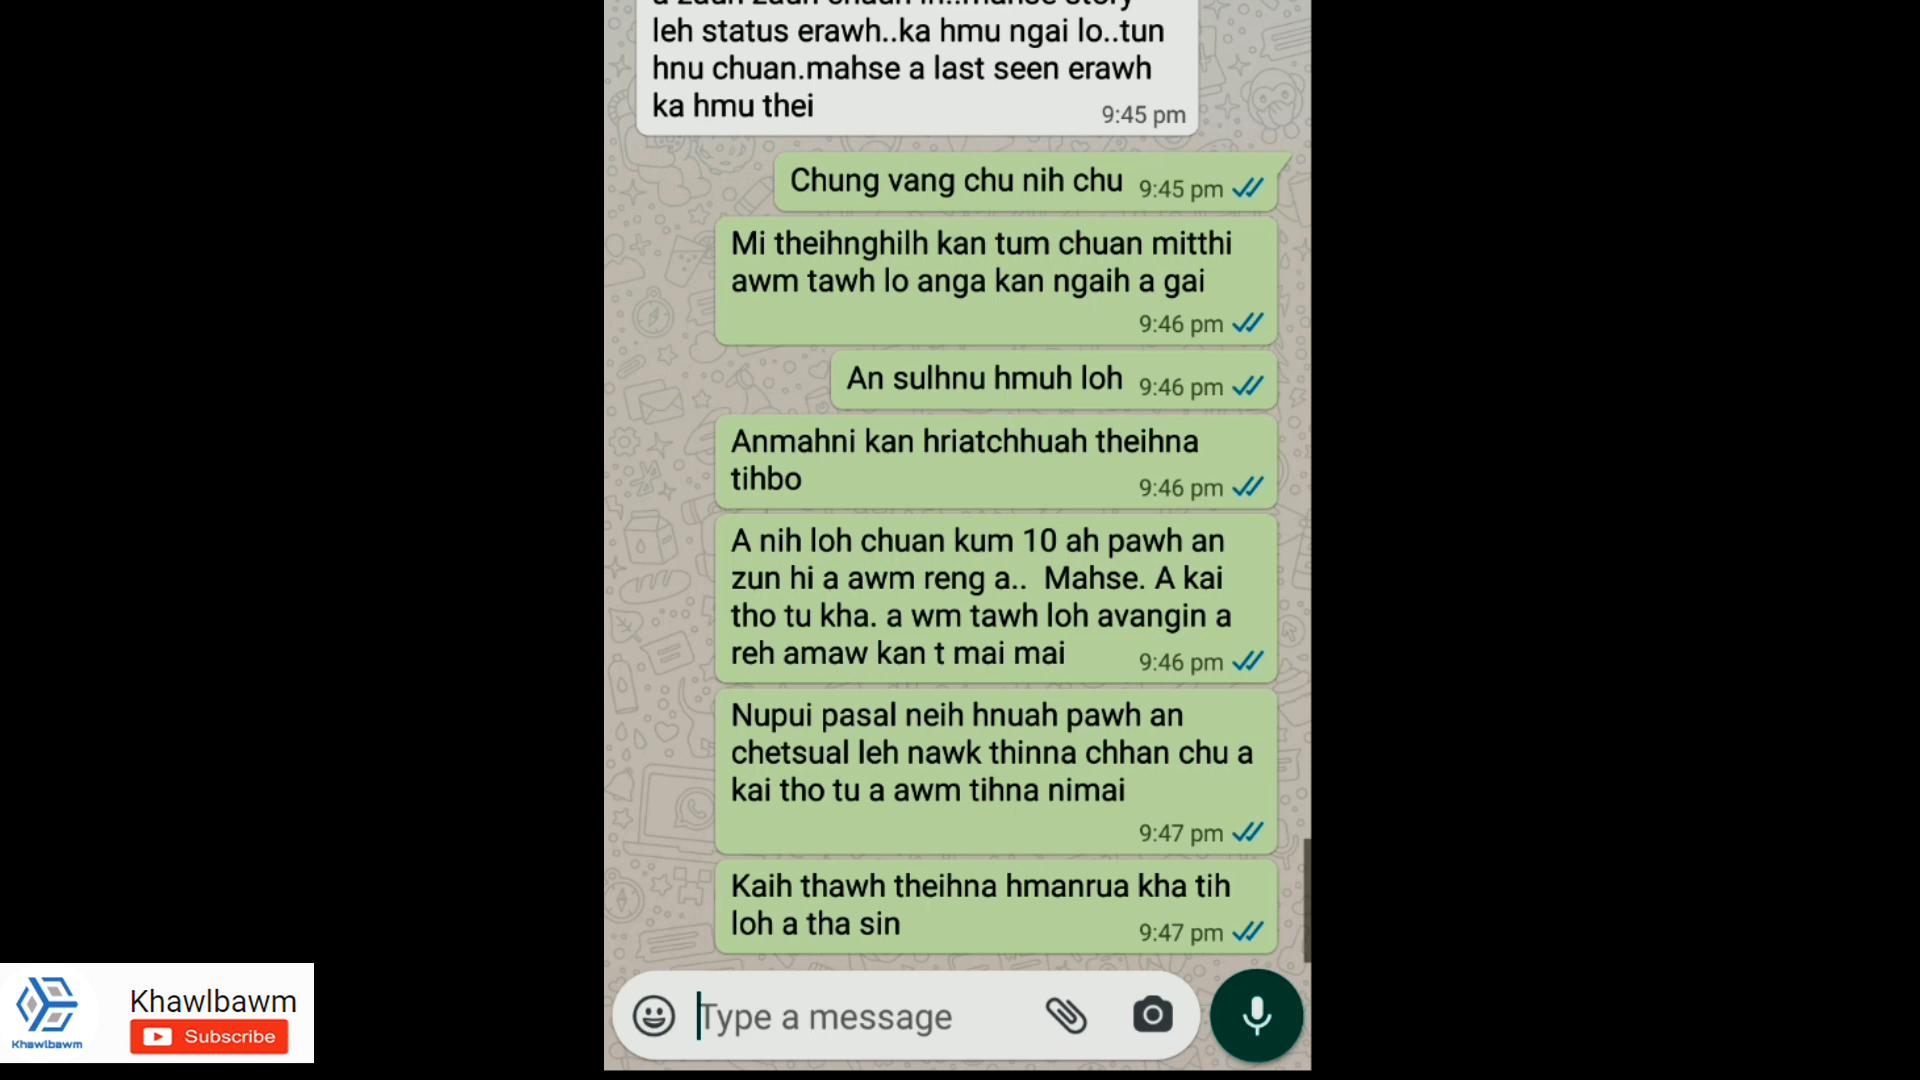 leh status erawh..ka hmu ngai lo..tun
hnu chuan.mahse a last seen erawh
ka hmu thei
9:45 pm
Chung vang chu nih chu
9:45 pm
Mi theihnghilh kan tum chuan mitthi
awm tawh lo anga kan ngaih a gai
9:46 pm
An sulhnu hmuh loh
9:46 pm
Anmahni kan hriatchhuah theihna
tihbo
9:46 pm
A nih loh chuan kum 10 ah pawh an
zun hi a awm reng a..  Mahse. A kai
tho tu kha. a wm tawh loh avangin a
reh amaw kan t mai mai
9:46 pm
Nupui pasal neih hnuah pawh an
chetsual leh nawk thinna chhan chu a
kai tho tu a awm tihna nimai
9:47 pm
Kaih thawh theihna hmanrua kha tih
loh a tha sin
9:47 pm
Type a message
Khawlbawm
Khawlbawm
Subscribe